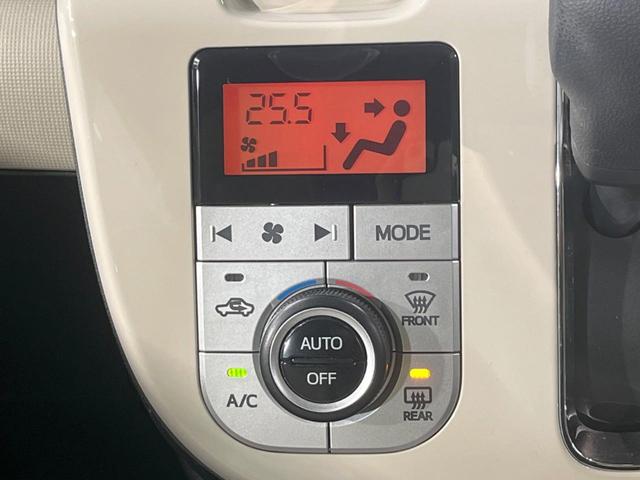 25.5
MODE
FRONT
AUTO
OFF
A/C
REAR